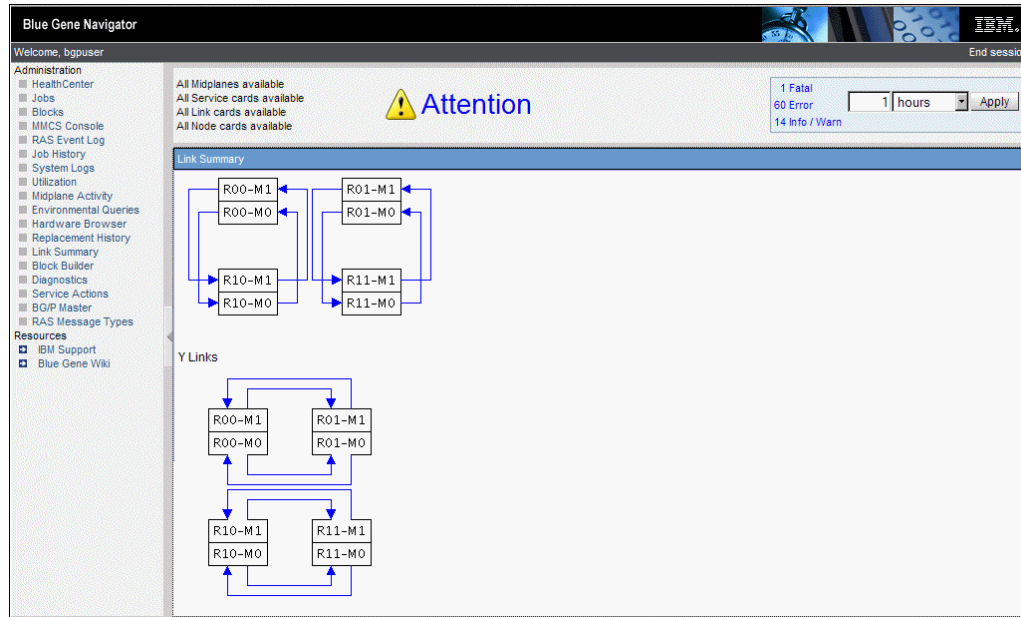 Blue Gene Navigator
IBM.
Welcome, bgpuser
End sessio
Administration
HealthCenter
Jobs
Blocks
MMCS Console
RAS Event Log
Job History
System Logs
Utilization
Midplane Activity
Environmental Queries
Hardware Browser
Replacement History
Link Summary
Block Builder
Diagnostics
Service Actions
BG/P Master
RAS Message Types
Resources
IBM Support
Blue Gene Wiki
All Midplanes available
All Service cards available
All Link cards available
All Node cards available
Attention
1 Fatal
60 Error
14 Info / Warn
1 hours Apply
Link Summary
R00-M1 R01-M1
R00-M0 R01-M0
R10-M1 R11-M1
R10-M0 R11-M0
Y Links
R00-M1 R01-M1
R00-M0 R01-M0
R10-M1 R11-M1
R10-M0 R11-M0